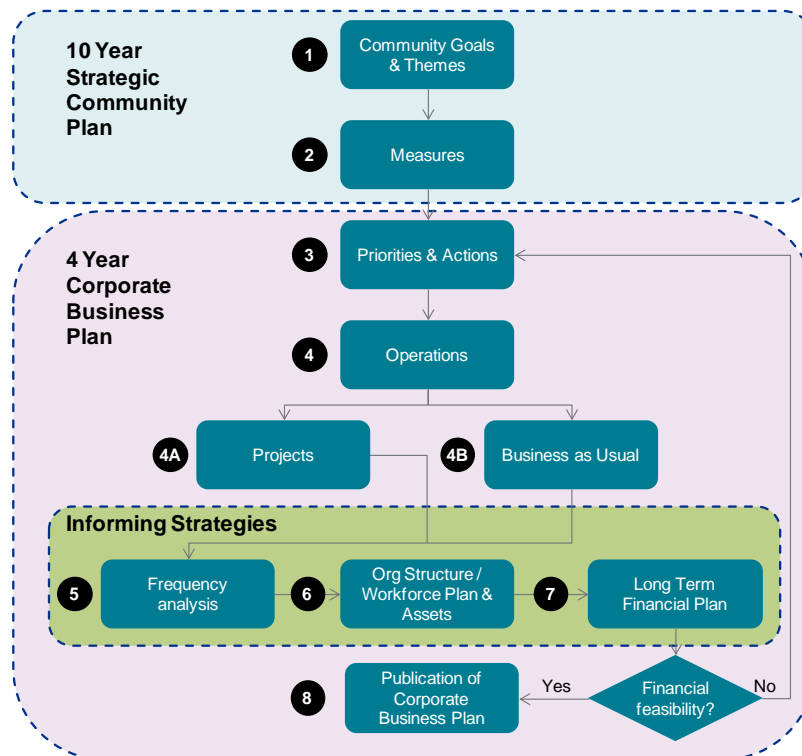 10 Year
Strategic
Community
Plan
1
Community Goals
& Themes
2
Measures
4 Year
Corporate
Business
Plan
3
Priorities & Actions
4
Operations
4A
Projects
4B
Business as Usual
Informing Strategies
5
Frequency
analysis
6
Org Structure /
Workforce Plan &
Assets
7
Long Term
Financial Plan
8
Publication of
Corporate
Business Plan
Yes
Financial
feasibility?
No